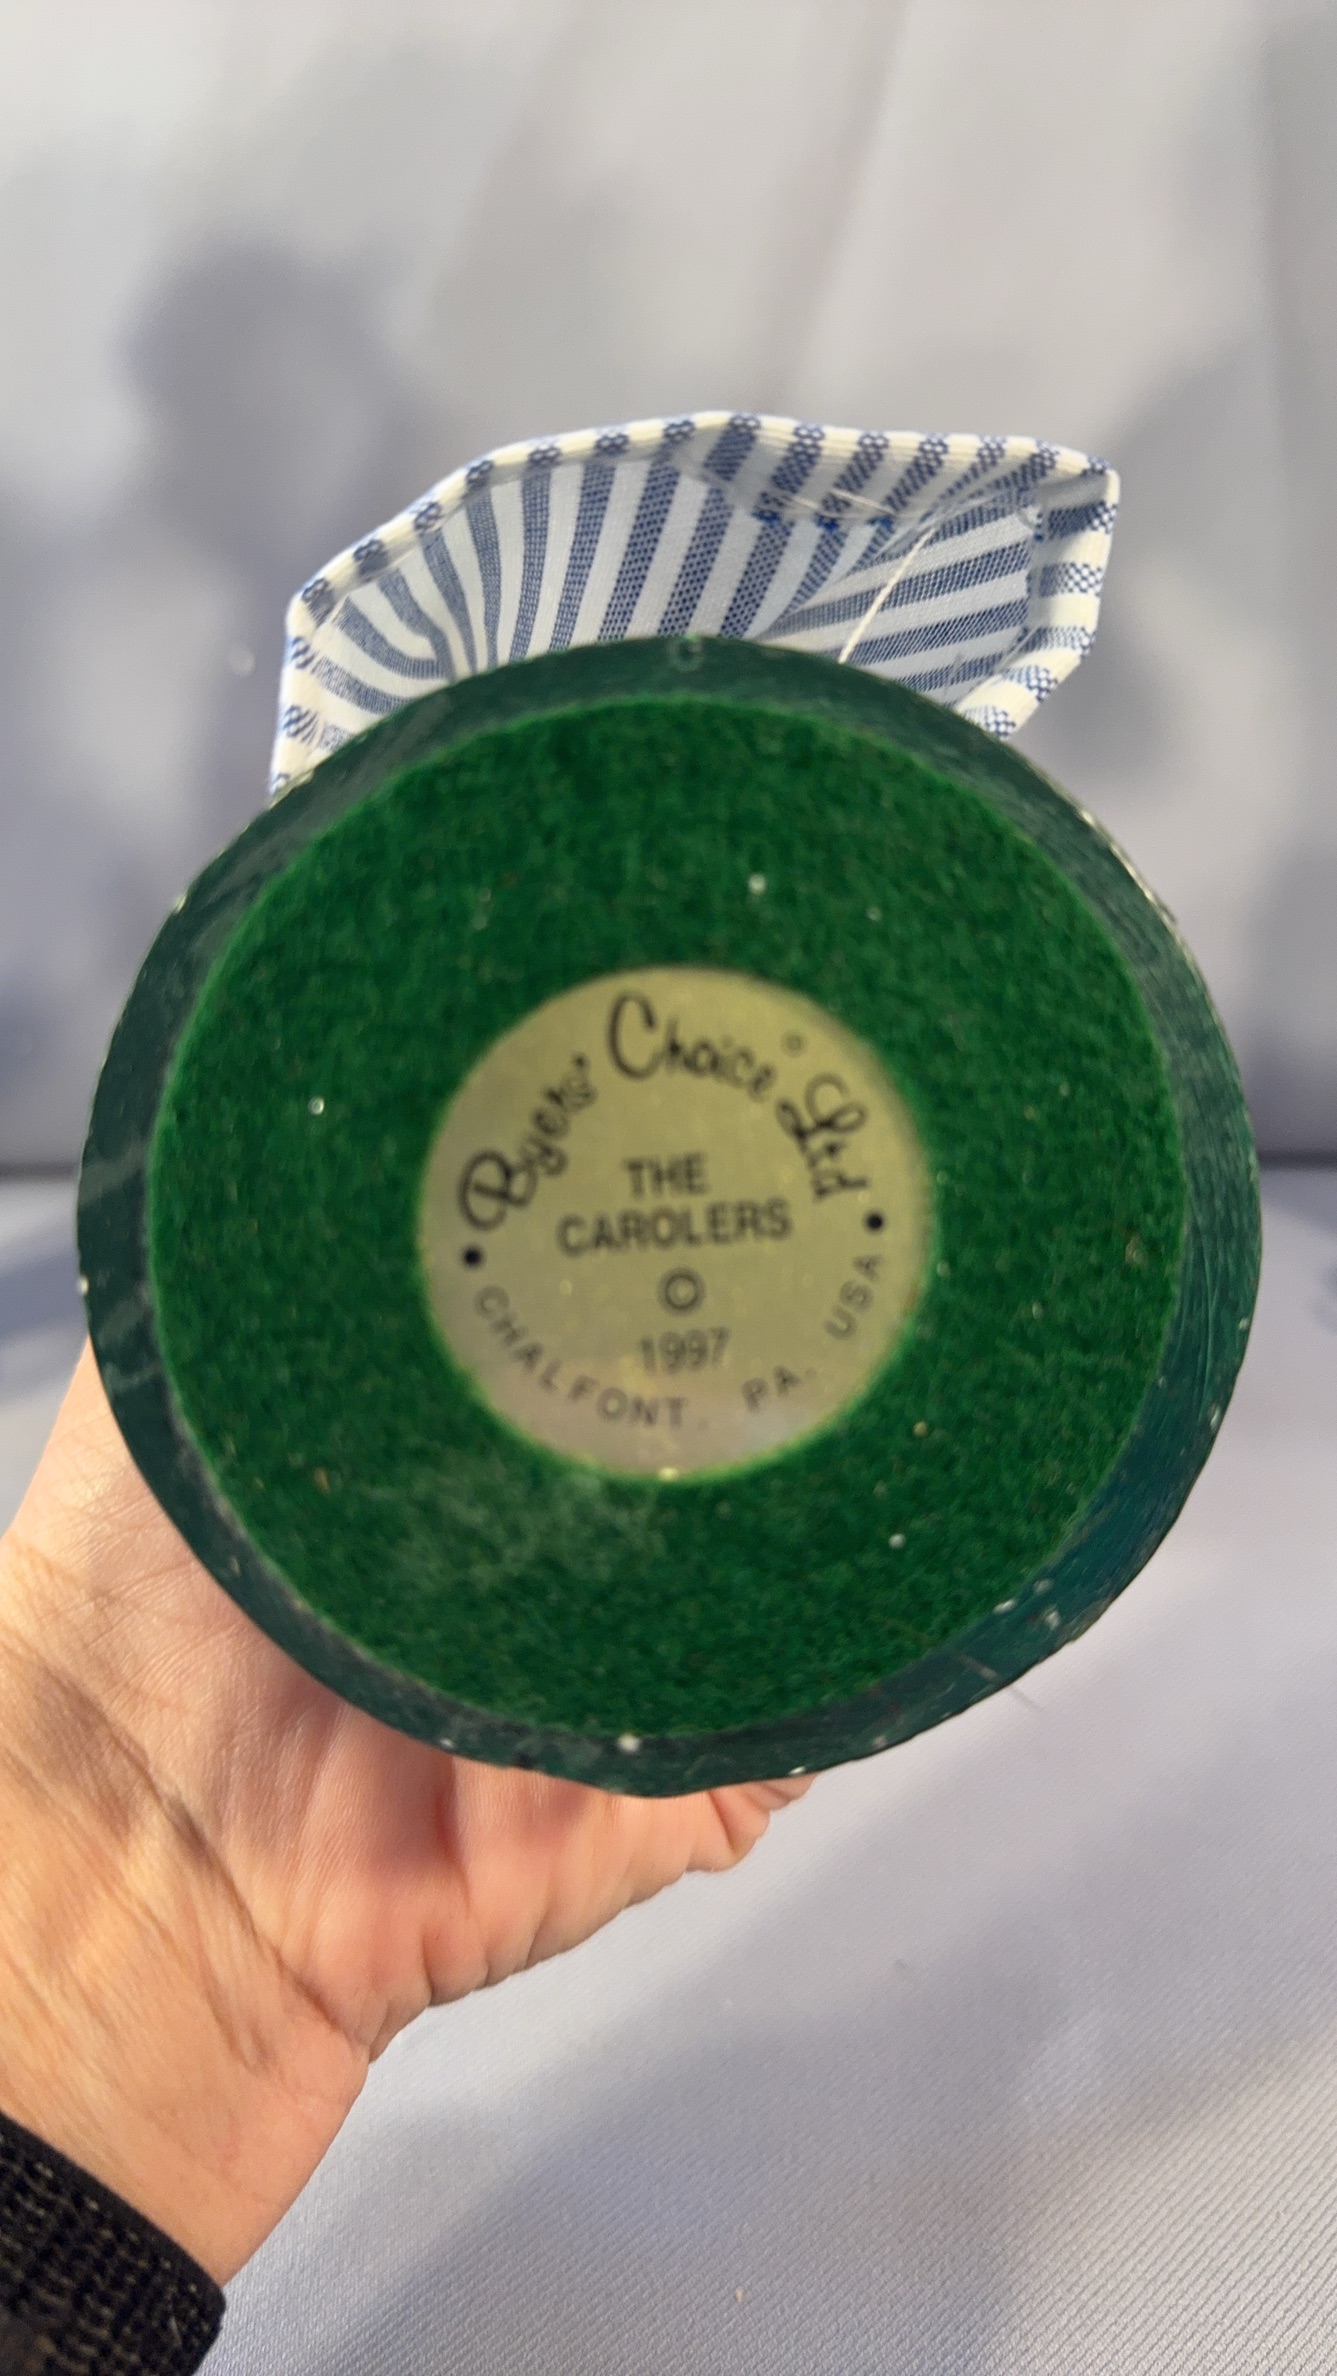 Byers' Choice® Ltd
THE
CAROLERS
©
1997
CHALFONT, PA. USA